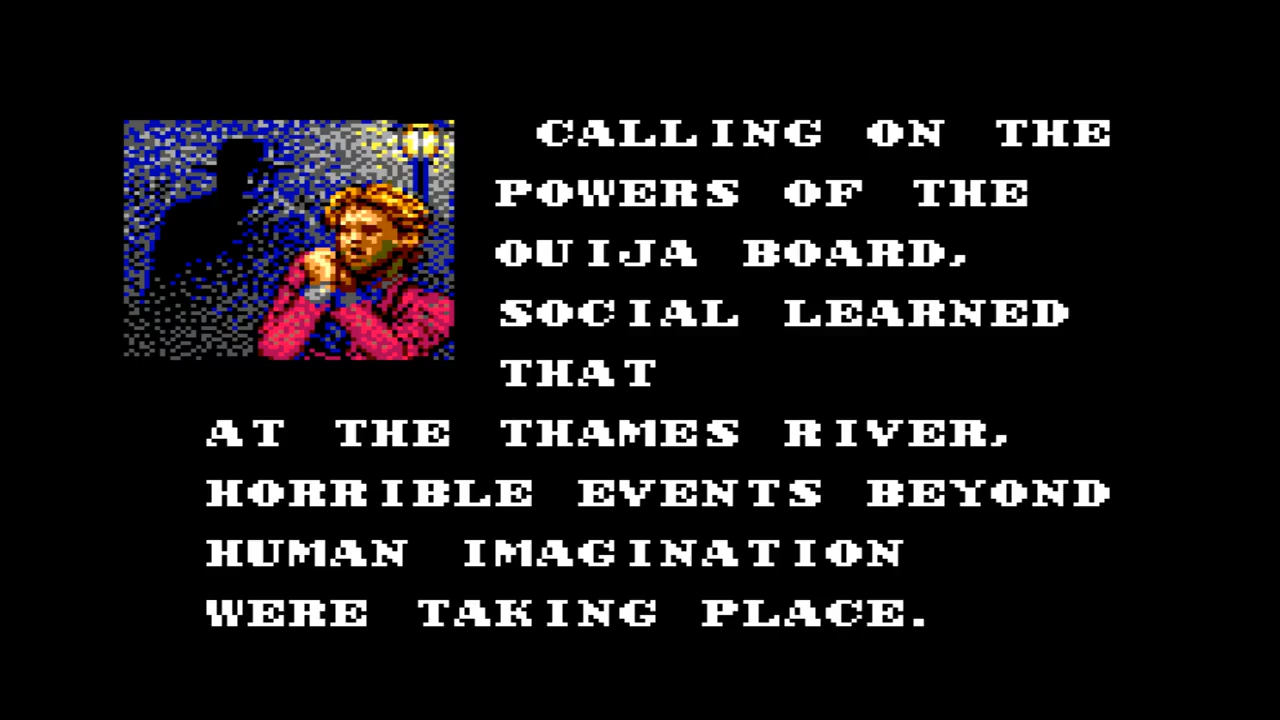 CALLING ON THE
POWERS OF THE
OUIJA BOARD,
SOCIAL LEARNED
THAT
AT THE THAMES RIVER,
HORRIBLE EVENTS BEYOND
HUMAN IMAGINATION
WERE TAKING PLACE.